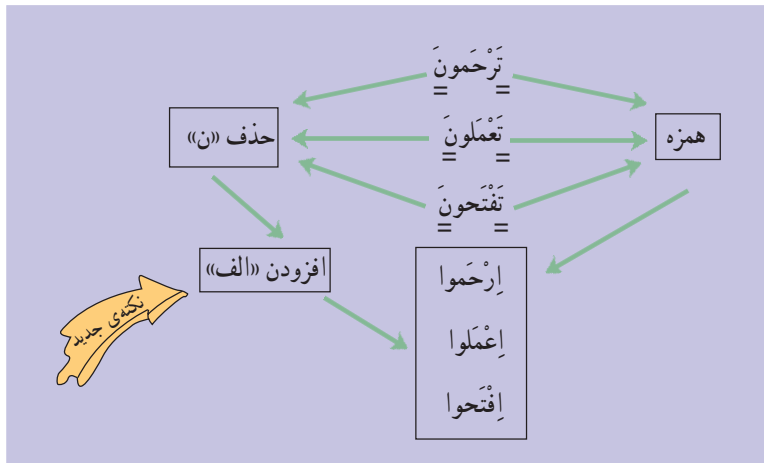 تَرْحَمونَ
همزه
تَعْمَلونَ
حذف «ن»
تَفْتَحونَ
اِرْحَموا
افزودن «الف»
نکته‌ی جدید
اِعْمَلوا
اِفْتَحوا